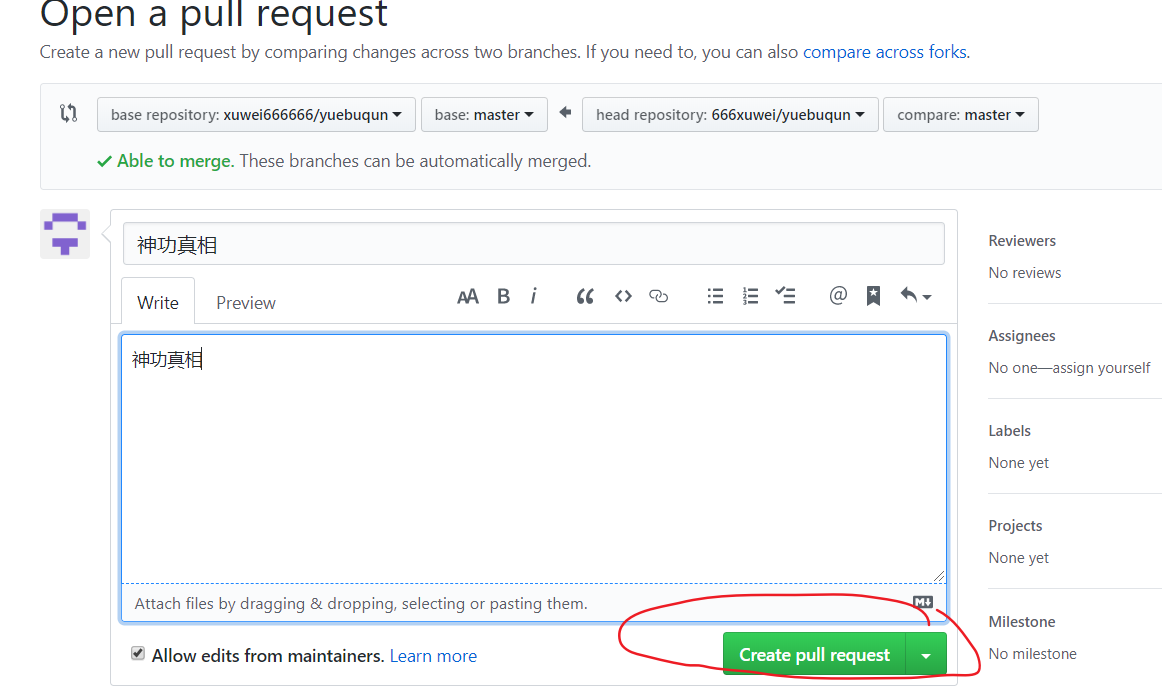 Open a pull request
Create a new pull request by comparing changes across two branches. If you need to, you can also compare across forks.
base repository: xuwei666666/yuebuqun base: master head repository: 666xuwei/yuebuqun compare: master
Able to merge. These branches can be automatically merged.
神功真相
Write Preview
AA B i @
神功真相
Attach files by dragging & dropping, selecting or pasting them.
Allow edits from maintainers. Learn more
Create pull request
Reviewers
No reviews
Assignees
No one—assign yourself
Labels
None yet
Projects
None yet
Milestone
No milestone